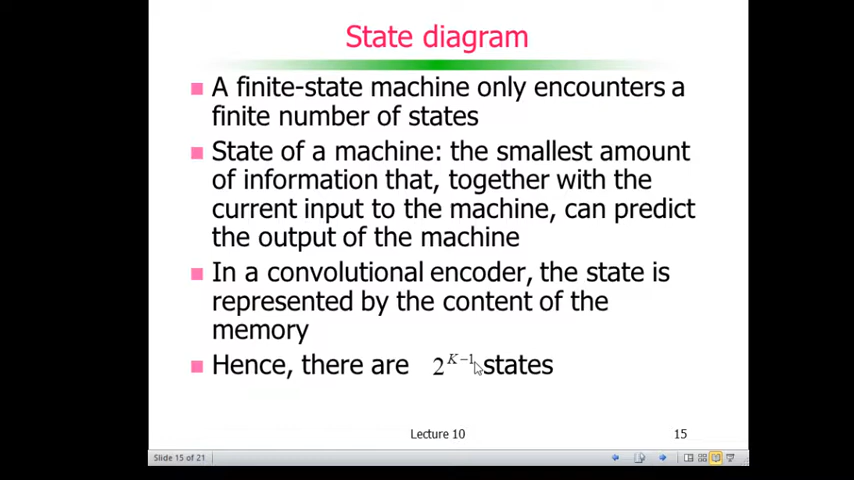 State diagram
A finite-state machine only encounters a
finite number of states
State of a machine: the smallest amount
of information that, together with the
current input to the machine, can predict
the output of the machine
In a convolutional encoder, the state is
represented by the content of the
memory
Hence, there are 2^{K-1} states
Lecture 10
15
Slide 15 of 21